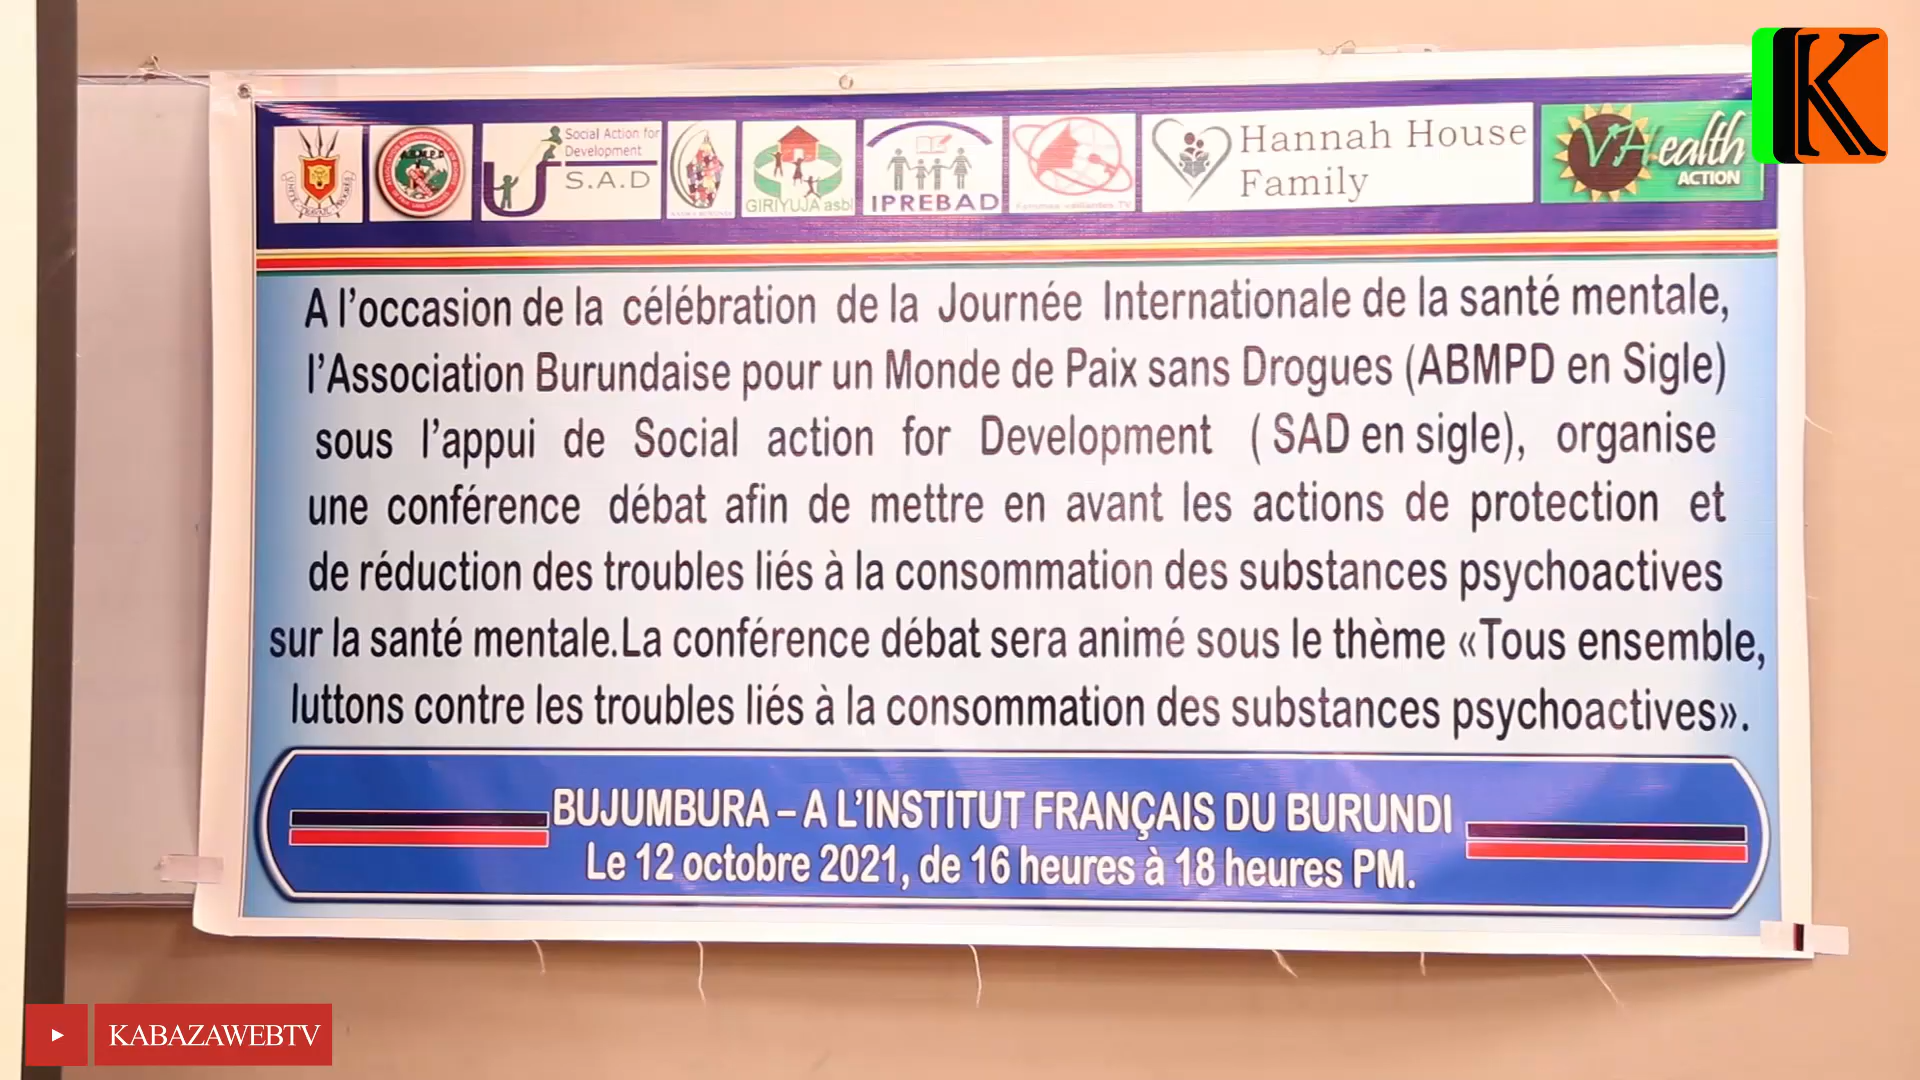 K
Social Action for
Development
S.A.D
GIRIYUJA asbl
IPREBAD
Femmes vaillantes.TV
Hannah House
Family
VHealth
ACTION
A l’occasion de la célébration de la Journée Internationale de la santé mentale,
l’Association Burundaise pour un Monde de Paix sans Drogues (ABMPD en Sigle)
sous l’appui de Social action for Development ( SAD en sigle), organise
une conférence débat afin de mettre en avant les actions de protection et
de réduction des troubles liés à la consommation des substances psychoactives
sur la santé mentale.La conférence débat sera animé sous le thème «Tous ensemble,
luttons contre les troubles liés à la consommation des substances psychoactives».
BUJUMBURA – A L’INSTITUT FRANÇAIS DU BURUNDI
Le 12 octobre 2021, de 16 heures à 18 heures PM.
KABAZAWEBTV